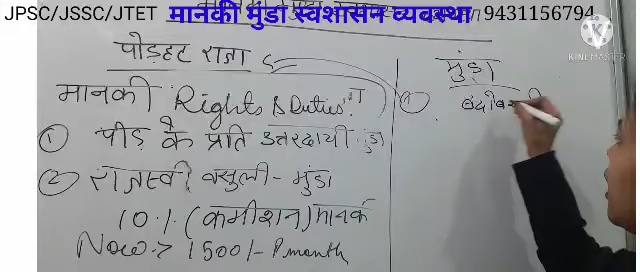 JPSC/JSSC/JTET मानकी मुंडा स्वशासन व्यवस्था 9431156794
पोड़हट राजा
मानकी Rights & Duties
① पीड़ के प्रति उत्तरदायी मुंडा
② राजस्व वसुली - मुंडा
10% (कमीशन) मानकी
Now → 1500/- P month
मुंडा
①
KINEMASTER